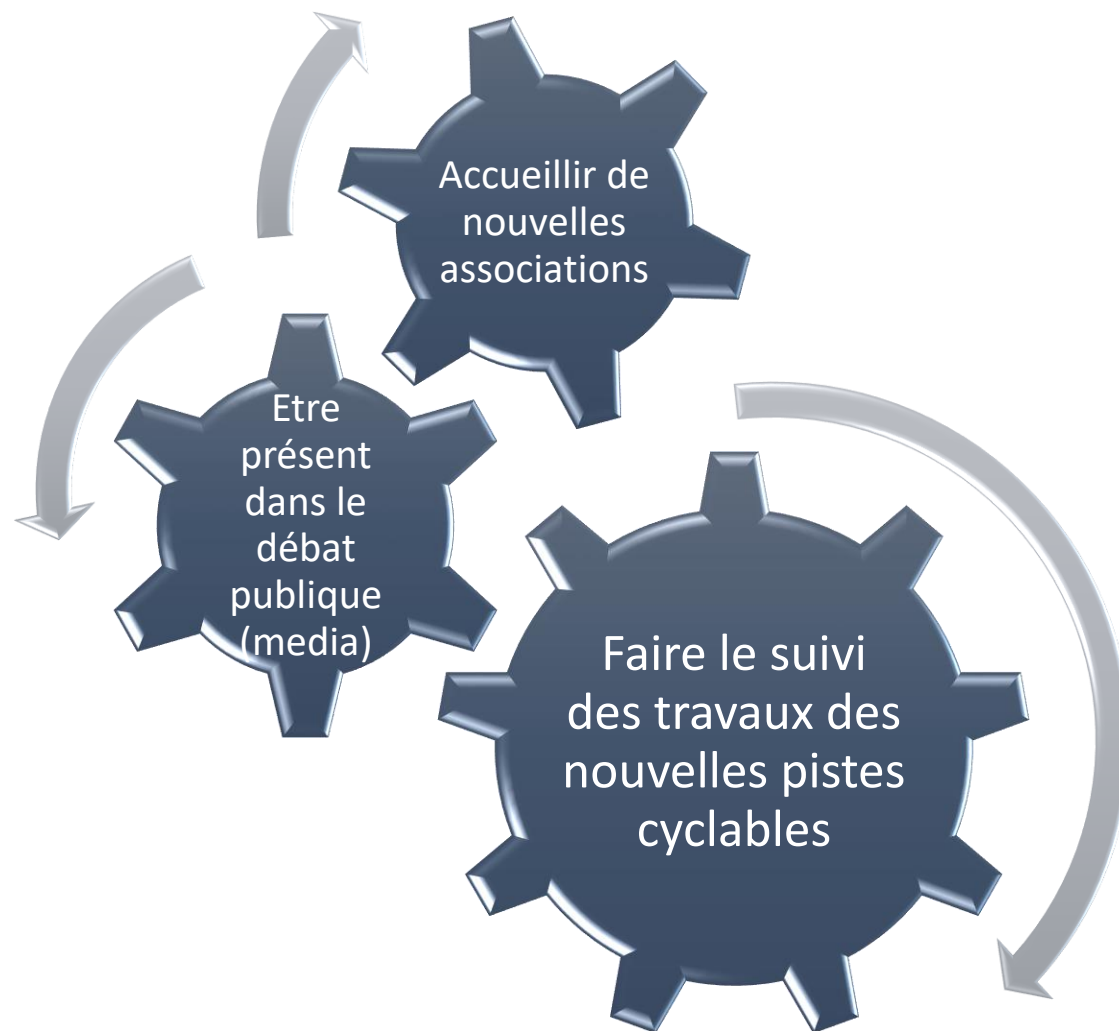 Accueillir de
nouvelles
associations
Etre
présent
dans le
débat
publique
(media)
Faire le suivi
des travaux des
nouvelles pistes
cyclables